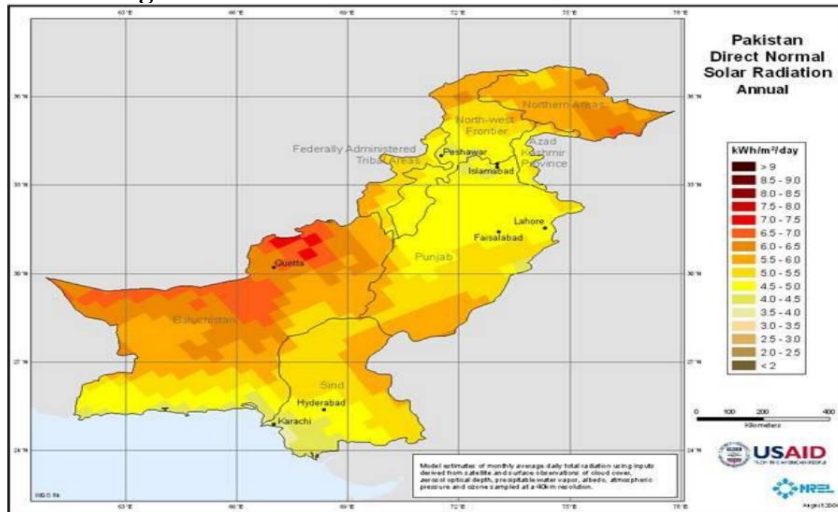 Pakistan
Direct Normal
Solar Radiation
Annual
North-west
Frontier
Northern Areas
Federally Administered
Tribal Areas
Peshawar
Azad
Kashmir
Province
Islamabad
Lahore
Faisalabad
Punjab
Quetta
Baluchistan
Sind
Hyderabad
Karachi
kWh/m²/day
> 9
8.5 - 9.0
8.0 - 8.5
7.5 - 8.0
7.0 - 7.5
6.5 - 7.0
6.0 - 6.5
5.5 - 6.0
5.0 - 5.5
4.5 - 5.0
4.0 - 4.5
3.5 - 4.0
3.0 - 3.5
2.5 - 3.0
2.0 - 2.5
< 2
0 100 200 400
Kilometers
USAID
FROM THE AMERICAN PEOPLE
NREL
Model estimates of monthly average daily total radiation using inputs
derived from satellite and surface observations of cloud cover,
aerosol optical depth, precipitable water vapor, albedo, atmospheric
pressure and ozone sampled at a 40km resolution.